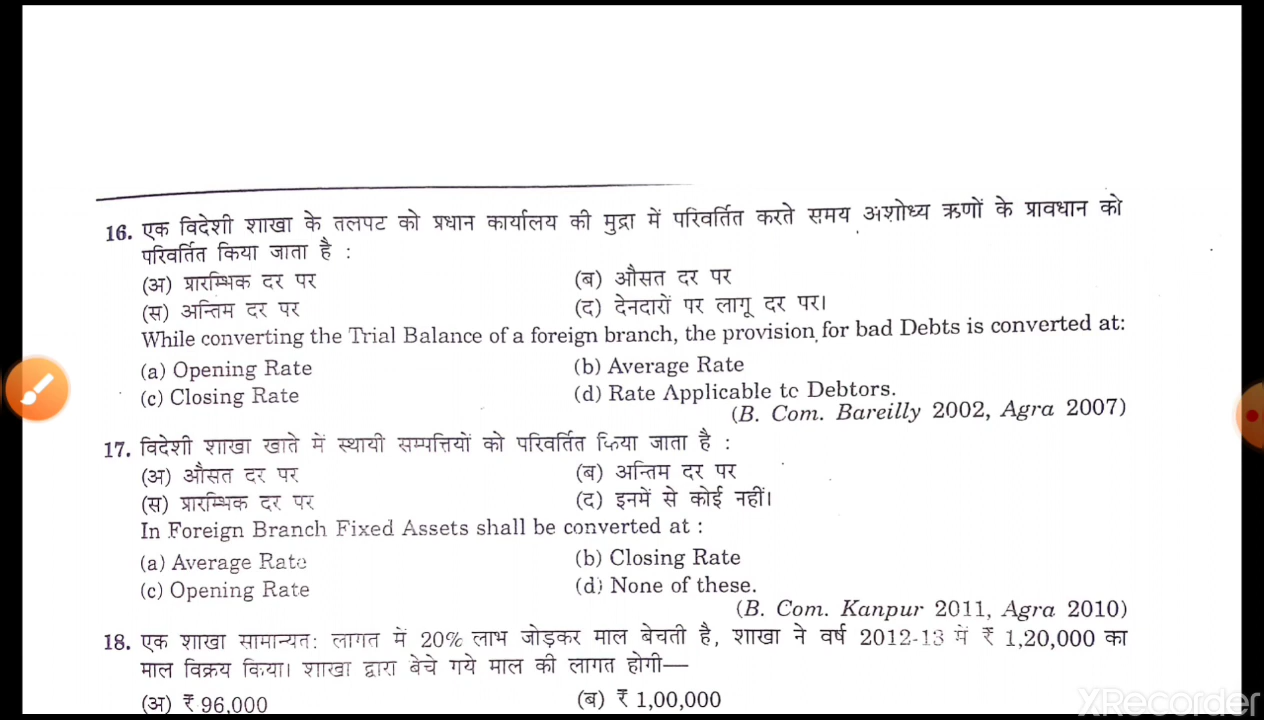 16. एक विदेशी शाखा के तलपट को प्रधान कार्यालय की मुद्रा में परिवर्तित करते समय अशोध्य ऋणों के प्रावधान को
परिवर्तित किया जाता है :
(अ) प्रारम्भिक दर पर (ब) औसत दर पर
(स) अन्तिम दर पर (द) देनदारों पर लागू दर पर।
While converting the Trial Balance of a foreign branch, the provision for bad Debts is converted at:
(a) Opening Rate (b) Average Rate
(c) Closing Rate (d) Rate Applicable to Debtors.
(B. Com. Bareilly 2002, Agra 2007)
17. विदेशी शाखा खाते में स्थायी सम्पत्तियों को परिवर्तित किया जाता है :
(अ) औसत दर पर (ब) अन्तिम दर पर
(स) प्रारम्भिक दर पर (द) इनमें से कोई नहीं।
In Foreign Branch Fixed Assets shall be converted at :
(a) Average Rate (b) Closing Rate
(c) Opening Rate (d) None of these.
(B. Com. Kanpur 2011, Agra 2010)
18. एक शाखा सामान्यत: लागत में 20% लाभ जोड़कर माल बेचती है, शाखा ने वर्ष 2012-13 में ₹ 1,20,000 का
माल विक्रय किया। शाखा द्वारा बेचे गये माल की लागत होगी—
(अ) ₹ 96,000 (ब) ₹ 1,00,000
XRecorder